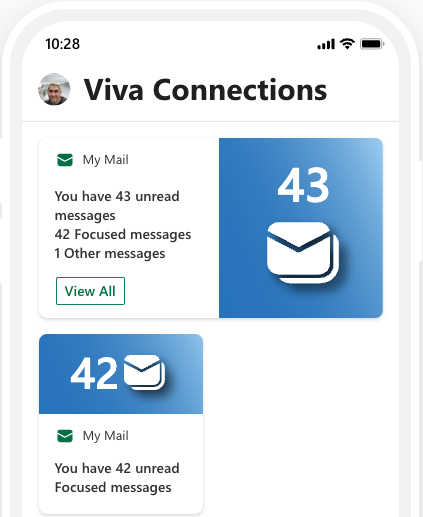 10:28
Viva Connections
My Mail
You have 43 unread
messages
42 Focused messages
1 Other messages
View All
43
42
My Mail
You have 42 unread
Focused messages